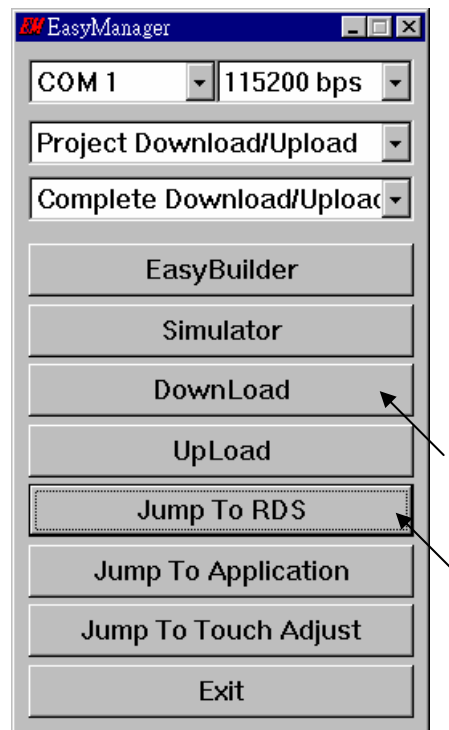 EM EasyManager
COM 1 115200 bps
Project Download/Upload
Complete Download/Upload
EasyBuilder
Simulator
DownLoad
UpLoad
Jump To RDS
Jump To Application
Jump To Touch Adjust
Exit